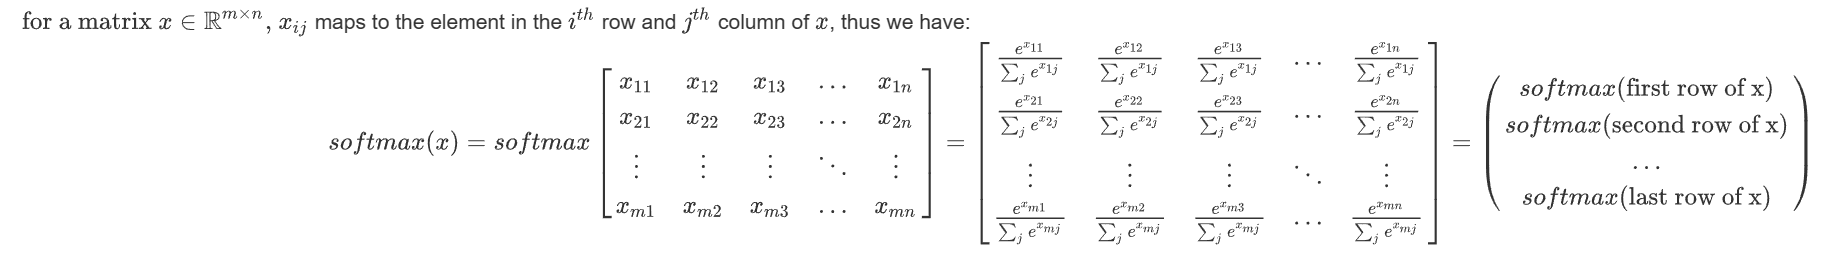 for a matrix $x \in \mathbb{R}^{m \times n}$, $x_{ij}$ maps to the element in the $i^{th}$ row and $j^{th}$ column of $x$, thus we have:
$softmax(x) = softmax \begin{bmatrix} x_{11} & x_{12} & x_{13} & \dots & x_{1n} \\ x_{21} & x_{22} & x_{23} & \dots & x_{2n} \\ \vdots & \vdots & \vdots & \ddots & \vdots \\ x_{m1} & x_{m2} & x_{m3} & \dots & x_{mn} \end{bmatrix} = \begin{bmatrix} \frac{e^{x_{11}}}{\sum_j e^{x_{1j}}} & \frac{e^{x_{12}}}{\sum_j e^{x_{1j}}} & \frac{e^{x_{13}}}{\sum_j e^{x_{1j}}} & \dots & \frac{e^{x_{1n}}}{\sum_j e^{x_{1j}}} \\ \frac{e^{x_{21}}}{\sum_j e^{x_{2j}}} & \frac{e^{x_{22}}}{\sum_j e^{x_{2j}}} & \frac{e^{x_{23}}}{\sum_j e^{x_{2j}}} & \dots & \frac{e^{x_{2n}}}{\sum_j e^{x_{2j}}} \\ \vdots & \vdots & \vdots & \ddots & \vdots \\ \frac{e^{x_{m1}}}{\sum_j e^{x_{mj}}} & \frac{e^{x_{m2}}}{\sum_j e^{x_{mj}}} & \frac{e^{x_{m3}}}{\sum_j e^{x_{mj}}} & \dots & \frac{e^{x_{mn}}}{\sum_j e^{x_{mj}}} \end{bmatrix} = \begin{pmatrix} softmax\text{(first row of x)} \\ softmax\text{(second row of x)} \\ \dots \\ softmax\text{(last row of x)} \end{pmatrix}$